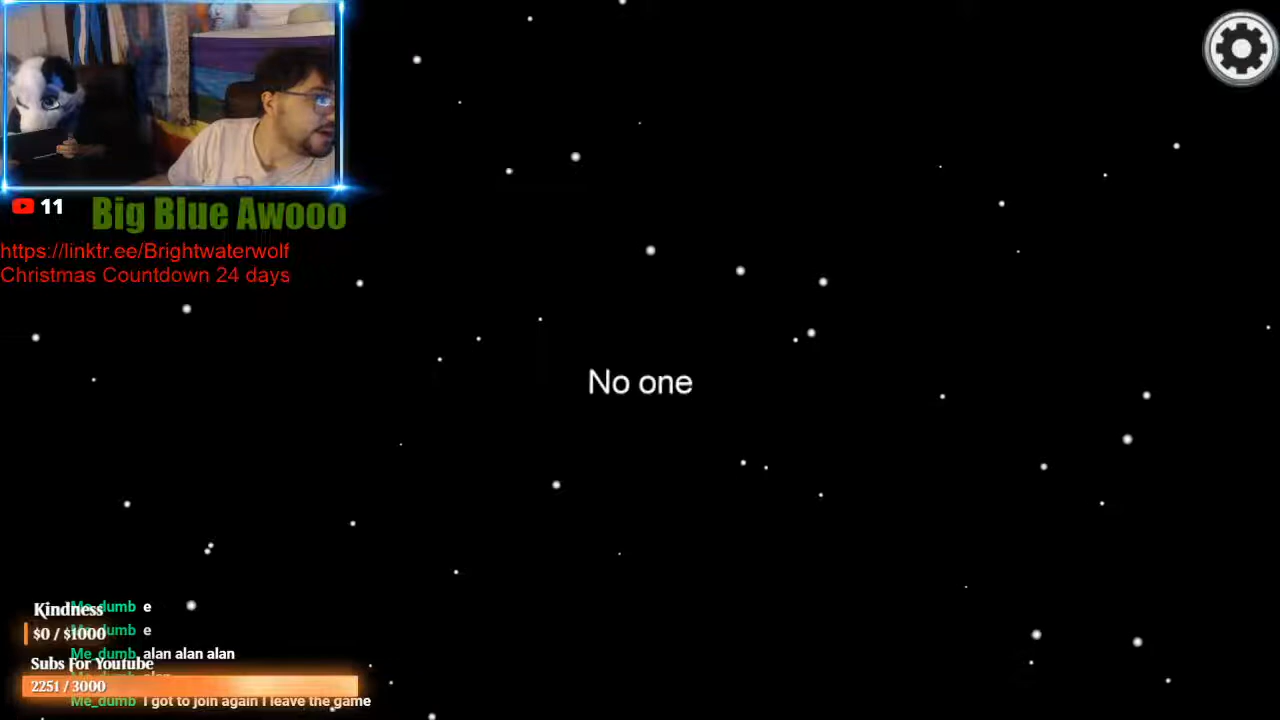 11
Big Blue Awooo
https://linktr.ee/Brightwaterwolf
Christmas Countdown 24 days
No one
Me_dumb e
Kindness
Me_dumb e
$0 / $1000
Me_dumb alan alan alan
Subs For Youtube
2251 / 3000
Me_dumb I got to join again I leave the game